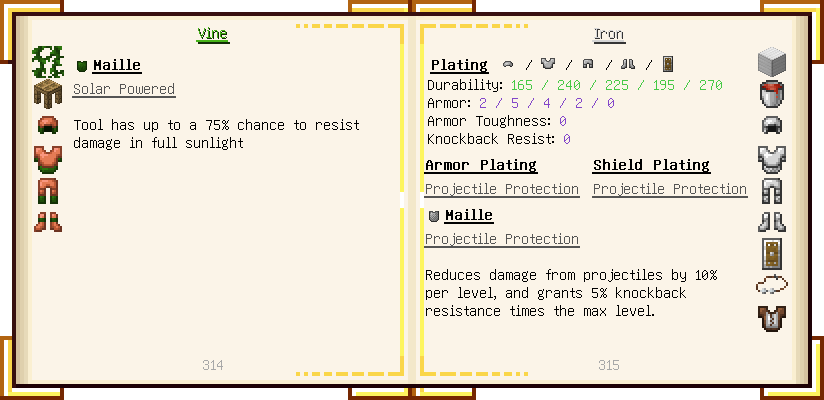 Vine
Maille
Solar Powered
Tool has up to a 75% chance to resist
damage in full sunlight
314
Iron
Plating / / / /
Durability: 165 / 240 / 225 / 195 / 270
Armor: 2 / 5 / 4 / 2 / 0
Armor Toughness: 0
Knockback Resist: 0
Armor Plating Shield Plating
Projectile Protection Projectile Protection
Maille
Projectile Protection
Reduces damage from projectiles by 10%
per level, and grants 5% knockback
resistance times the max level.
315